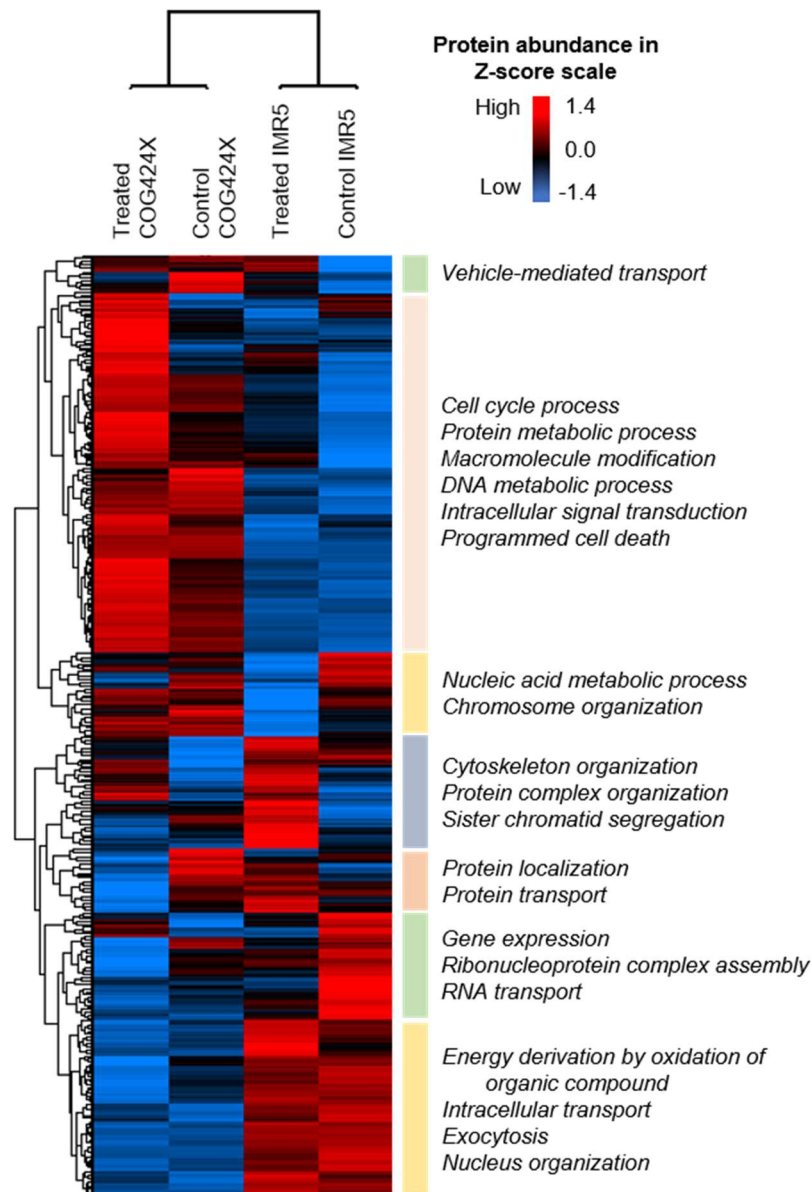 Protein abundance in
Z-score scale
High
1.4
0.0
Low
-1.4
Treated
COG424X
Control
COG424X
Treated IMR5
Control IMR5
Vehicle-mediated transport
Cell cycle process
Protein metabolic process
Macromolecule modification
DNA metabolic process
Intracellular signal transduction
Programmed cell death
Nucleic acid metabolic process
Chromosome organization
Cytoskeleton organization
Protein complex organization
Sister chromatid segregation
Protein localization
Protein transport
Gene expression
Ribonucleoprotein complex assembly
RNA transport
Energy derivation by oxidation of
organic compound
Intracellular transport
Exocytosis
Nucleus organization